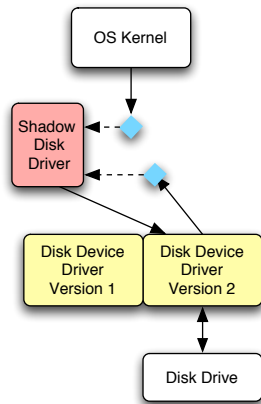 OS Kernel
Shadow
Disk
Driver
Disk Device
Driver
Version 1
Disk Device
Driver
Version 2
Disk Drive